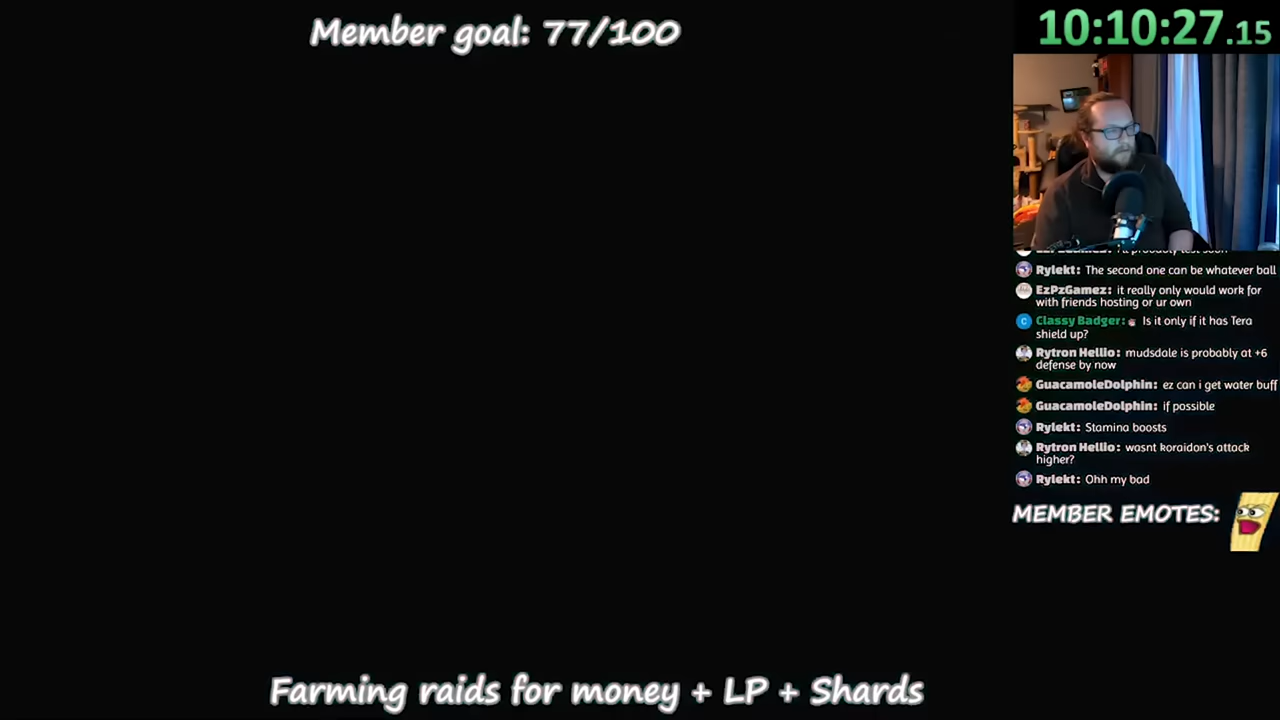 Member goal: 77/100
10:10:27.15
Rylekt: The second one can be whatever ball
EzPzGamez: it really only would work for
with friends hosting or ur own
Classy Badger: Is it only if it has Tera
shield up?
Rytron Hellio: mudsdale is probably at +6
defense by now
GuacamoleDolphin: ez can i get water buff
GuacamoleDolphin: if possible
Rylekt: Stamina boosts
Rytron Hellio: wasnt koraidon's attack
higher?
Rylekt: Ohh my bad
MEMBER EMOTES:
Farming raids for money + LP + Shards